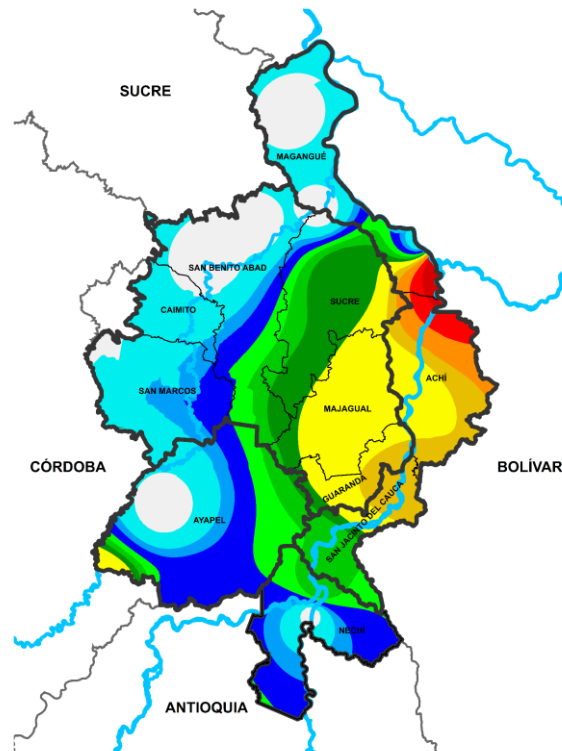 SUCRE
MAGANGUÉ
SAN BENITO ABAD
SUCRE
CAIMITO
ACHÍ
SAN MARCOS
MAJAGUAL
CÓRDOBA
BOLÍVAR
GUARANDA
SAN JACINTO DEL CAUCA
AYAPEL
NECHÍ
ANTIOQUIA